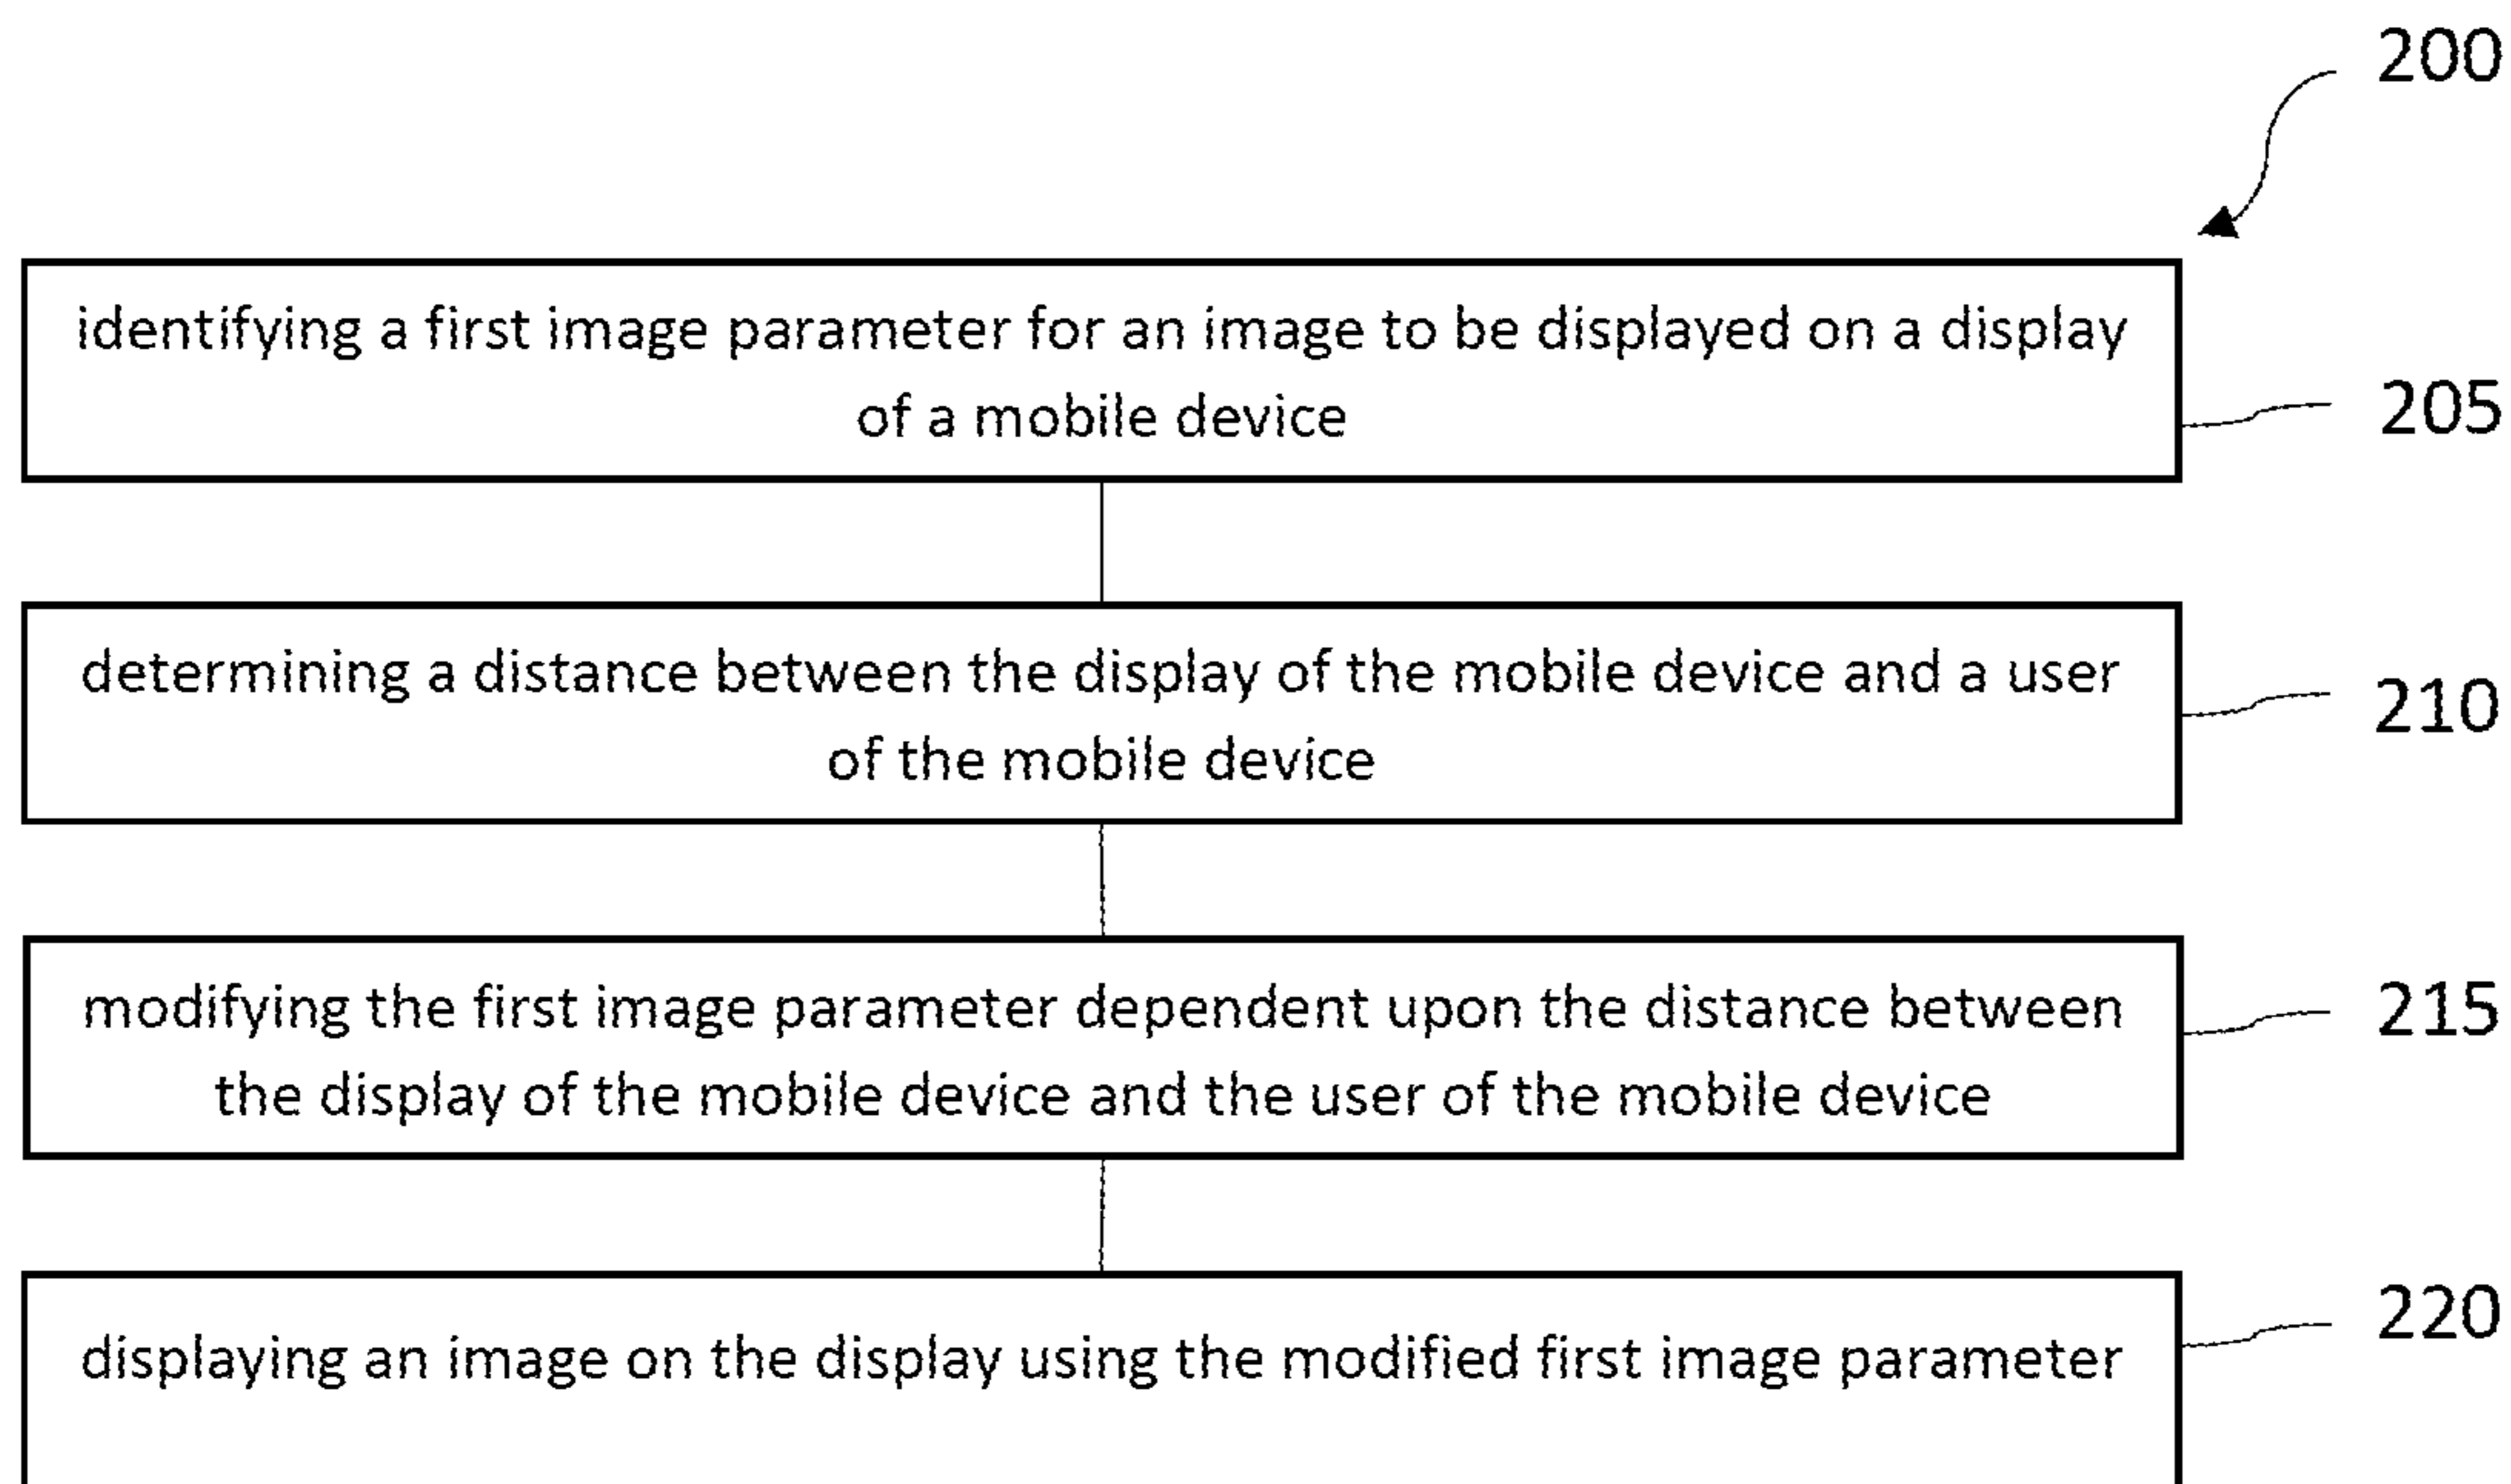 200
identifying a first image parameter for an image to be displayed on a display
of a mobile device
205
determining a distance between the display of the mobile device and a user
of the mobile device
210
modifying the first image parameter dependent upon the distance between
the display of the mobile device and the user of the mobile device
215
displaying an image on the display using the modified first image parameter
220